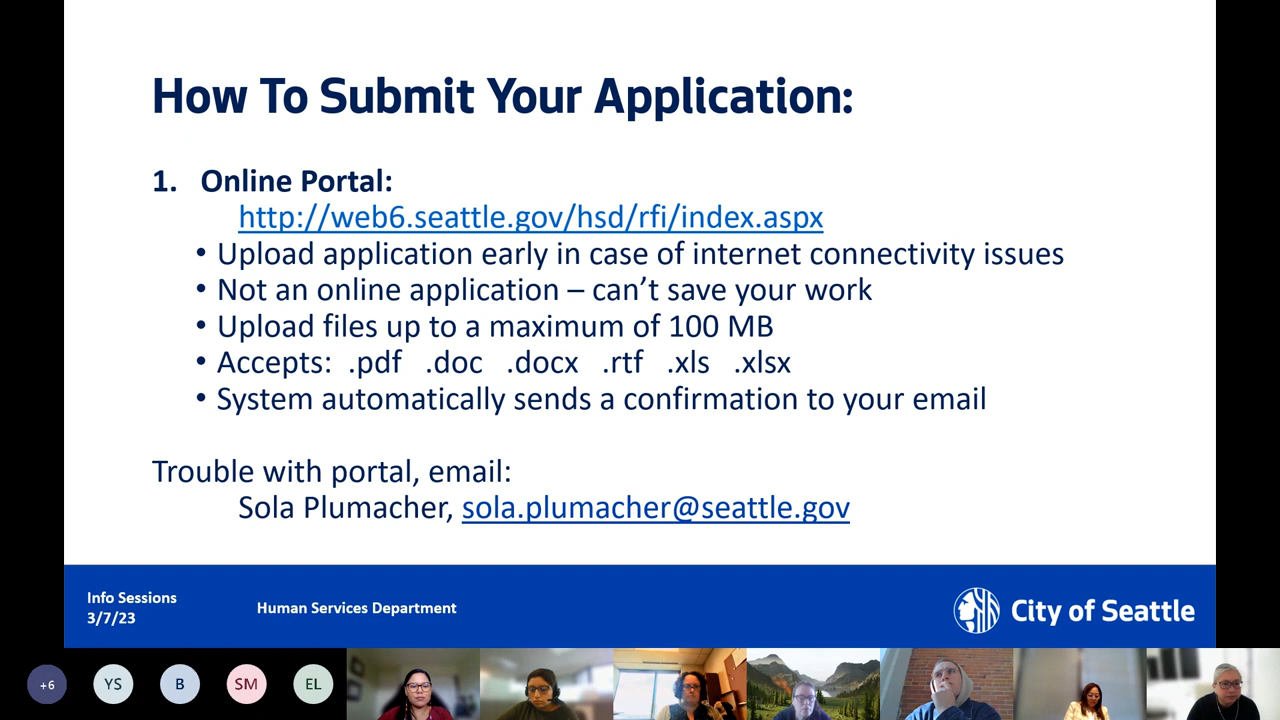 How To Submit Your Application:
1. Online Portal:
http://web6.seattle.gov/hsd/rfi/index.aspx
• Upload application early in case of internet connectivity issues
• Not an online application – can't save your work
• Upload files up to a maximum of 100 MB
• Accepts: .pdf .doc .docx .rtf .xls .xlsx
• System automatically sends a confirmation to your email
Trouble with portal, email:
Sola Plumacher, sola.plumacher@seattle.gov
Info Sessions
3/7/23
Human Services Department
City of Seattle
+6 YS B SM EL